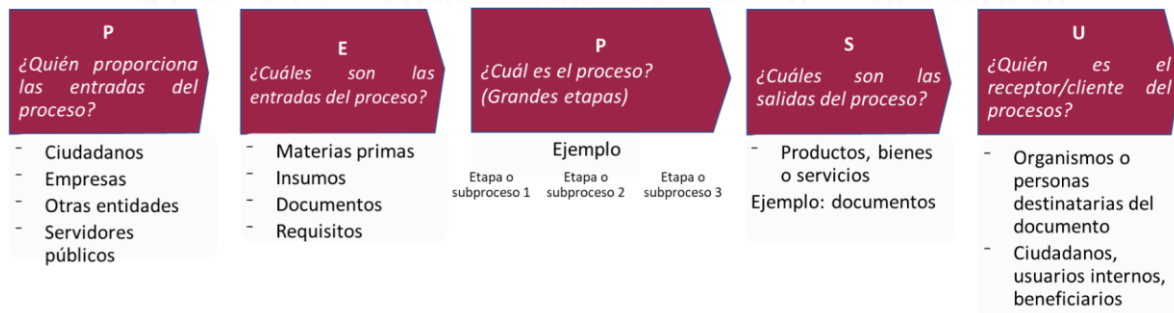 P
¿Quién proporciona
las entradas del
proceso?
- Ciudadanos
- Empresas
- Otras entidades
- Servidores
públicos
E
¿Cuáles son las
entradas del proceso?
- Materias primas
- Insumos
- Documentos
- Requisitos
P
¿Cuál es el proceso?
(Grandes etapas)
Ejemplo
Etapa o
subproceso 1
Etapa o
subproceso 2
Etapa o
subproceso 3
S
¿Cuáles son las
salidas del proceso?
- Productos, bienes
o servicios
Ejemplo: documentos
U
¿Quién es el
receptor/cliente del
procesos?
- Organismos o
personas
destinatarias del
documento
- Ciudadanos,
usuarios internos,
beneficiarios